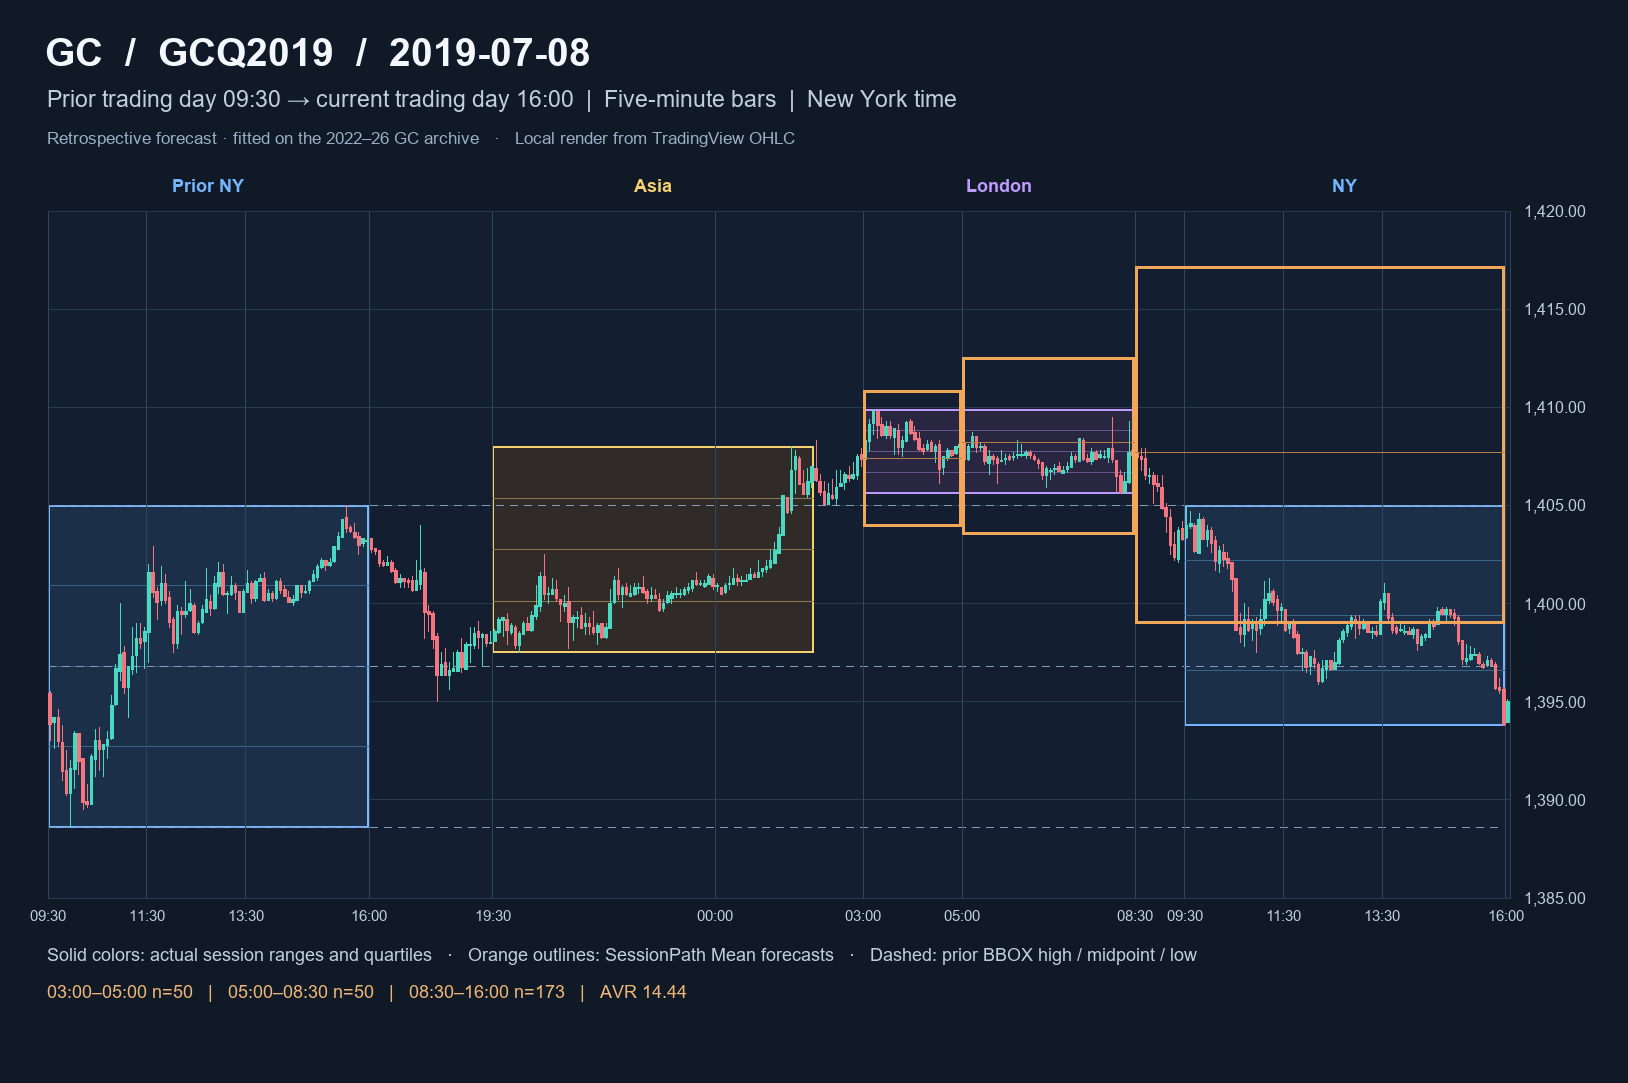 GC / GCQ2019 / 2019-07-08
Prior trading day 09:30 → current trading day 16:00 | Five-minute bars | New York time
Retrospective forecast · fitted on the 2022–26 GC archive · Local render from TradingView OHLC
Prior NY Asia London NY
1,420.00
1,415.00
1,410.00
1,405.00
1,400.00
1,395.00
1,390.00
1,385.00
09:30 11:30 13:30 16:00 19:30 00:00 03:00 05:00 08:30 09:30 11:30 13:30 16:00
Solid colors: actual session ranges and quartiles · Orange outlines: SessionPath Mean forecasts · Dashed: prior BBOX high / midpoint / low
03:00–05:00 n=50 | 05:00–08:30 n=50 | 08:30–16:00 n=173 | AVR 14.44